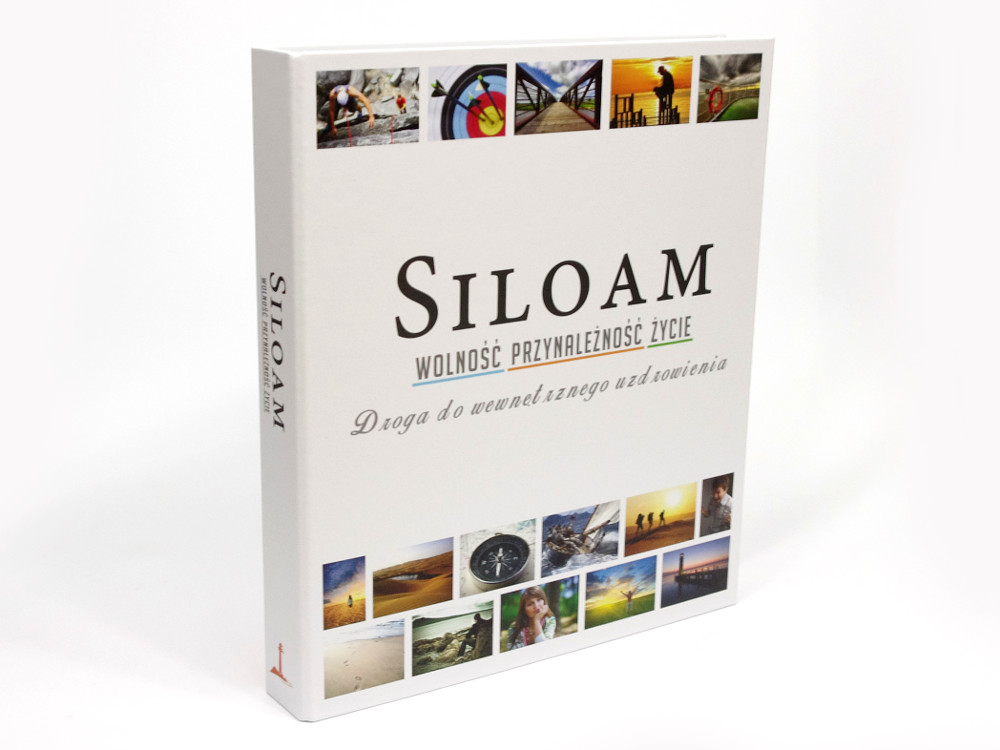 SILOAM
WOLNOŚĆ PRZYNALEŻNOŚĆ ŻYCIE
Droga do wewnętrznego uzdrowienia
SILOAM
WOLNOŚĆ PRZYNALEŻNOŚĆ ŻYCIE